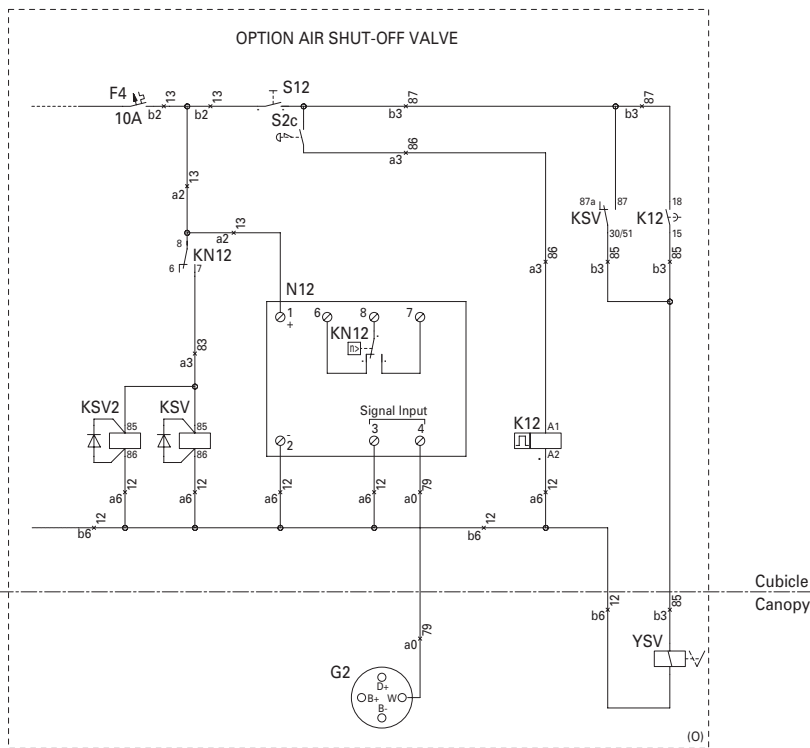 OPTION AIR SHUT-OFF VALVE
F4
10A
b2
13
b2
13
S12
S2c
b3
87
b3
87
a3
86
a2
13
a2
13
8
KN12
6
7
87a
87
KSV
30/51
18
K12
15
a3
86
b3
85
b3
85
N12
1
+
6
8
7
KN12
n>
a3
83
KSV2
85
86
KSV
85
86
Signal Input
-
2
3
4
K12
A1
A2
a6
12
a6
12
a6
12
a6
12
a0
79
a6
12
b6
12
b6
12
Cubicle
Canopy
b6
12
b3
85
a0
79
YSV
G2
D+
B+
W
B-
(O)